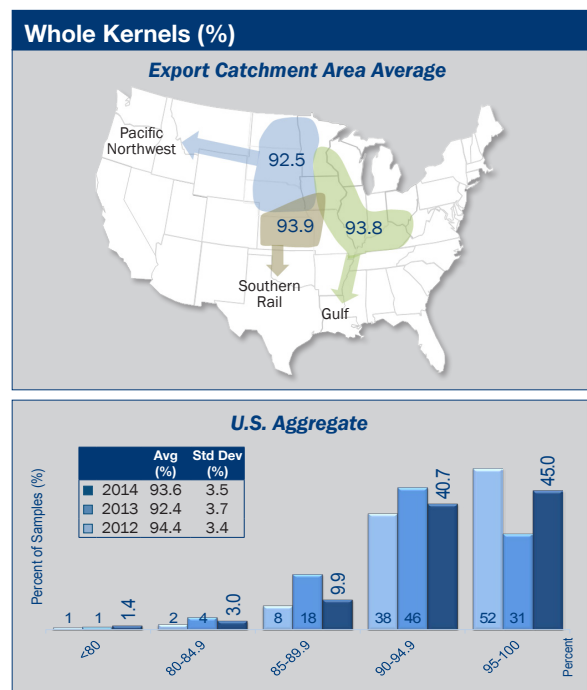 Whole Kernels (%)
Export Catchment Area Average
Pacific
Northwest
92.5
93.9
93.8
Southern
Rail
Gulf
U.S. Aggregate
Avg Std Dev
(%) (%)
2014 93.6 3.5
2013 92.4 3.7
2012 94.4 3.4
Percent of Samples (%)
1 1 1.4
2 4 3.0
8 18 9.9
38 46 40.7
52 31 45.0
<80
80-84.9
85-89.9
90-94.9
95-100
Percent